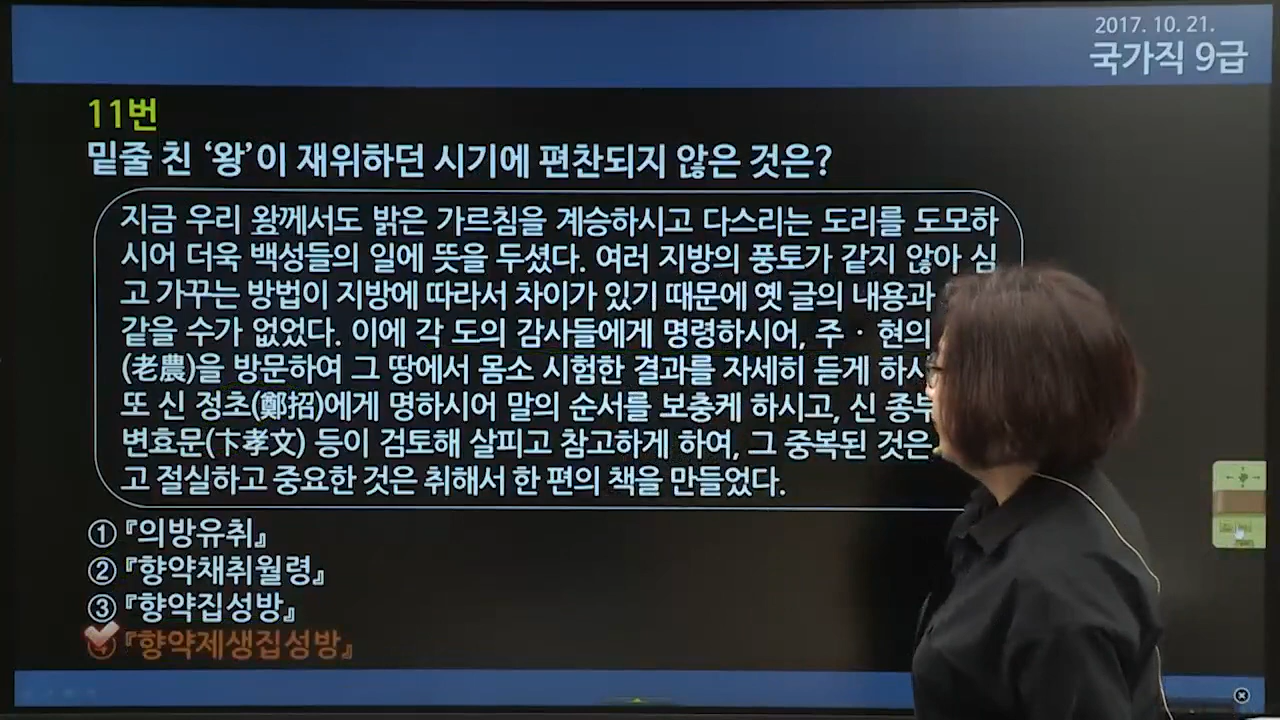 2017. 10. 21.
국가직 9급
11번
밑줄 친 ‘왕’이 재위하던 시기에 편찬되지 않은 것은?
지금 우리 왕께서도 밝은 가르침을 계승하시고 다스리는 도리를 도모하
시어 더욱 백성들의 일에 뜻을 두셨다. 여러 지방의 풍토가 같지 않아 심
고 가꾸는 방법이 지방에 따라서 차이가 있기 때문에 옛 글의 내용과
같을 수가 없었다. 이에 각 도의 감사들에게 명령하시어, 주 · 현의
(老農)을 방문하여 그 땅에서 몸소 시험한 결과를 자세히 듣게 하시
또 신 정초(鄭招)에게 명하시어 말의 순서를 보충케 하시고, 신 종부
변효문(卞孝文) 등이 검토해 살피고 참고하게 하여, 그 중복된 것은
고 절실하고 중요한 것은 취해서 한 편의 책을 만들었다.
① 『의방유취』
② 『향약채취월령』
③ 『향약집성방』
④ 『향약제생집성방』